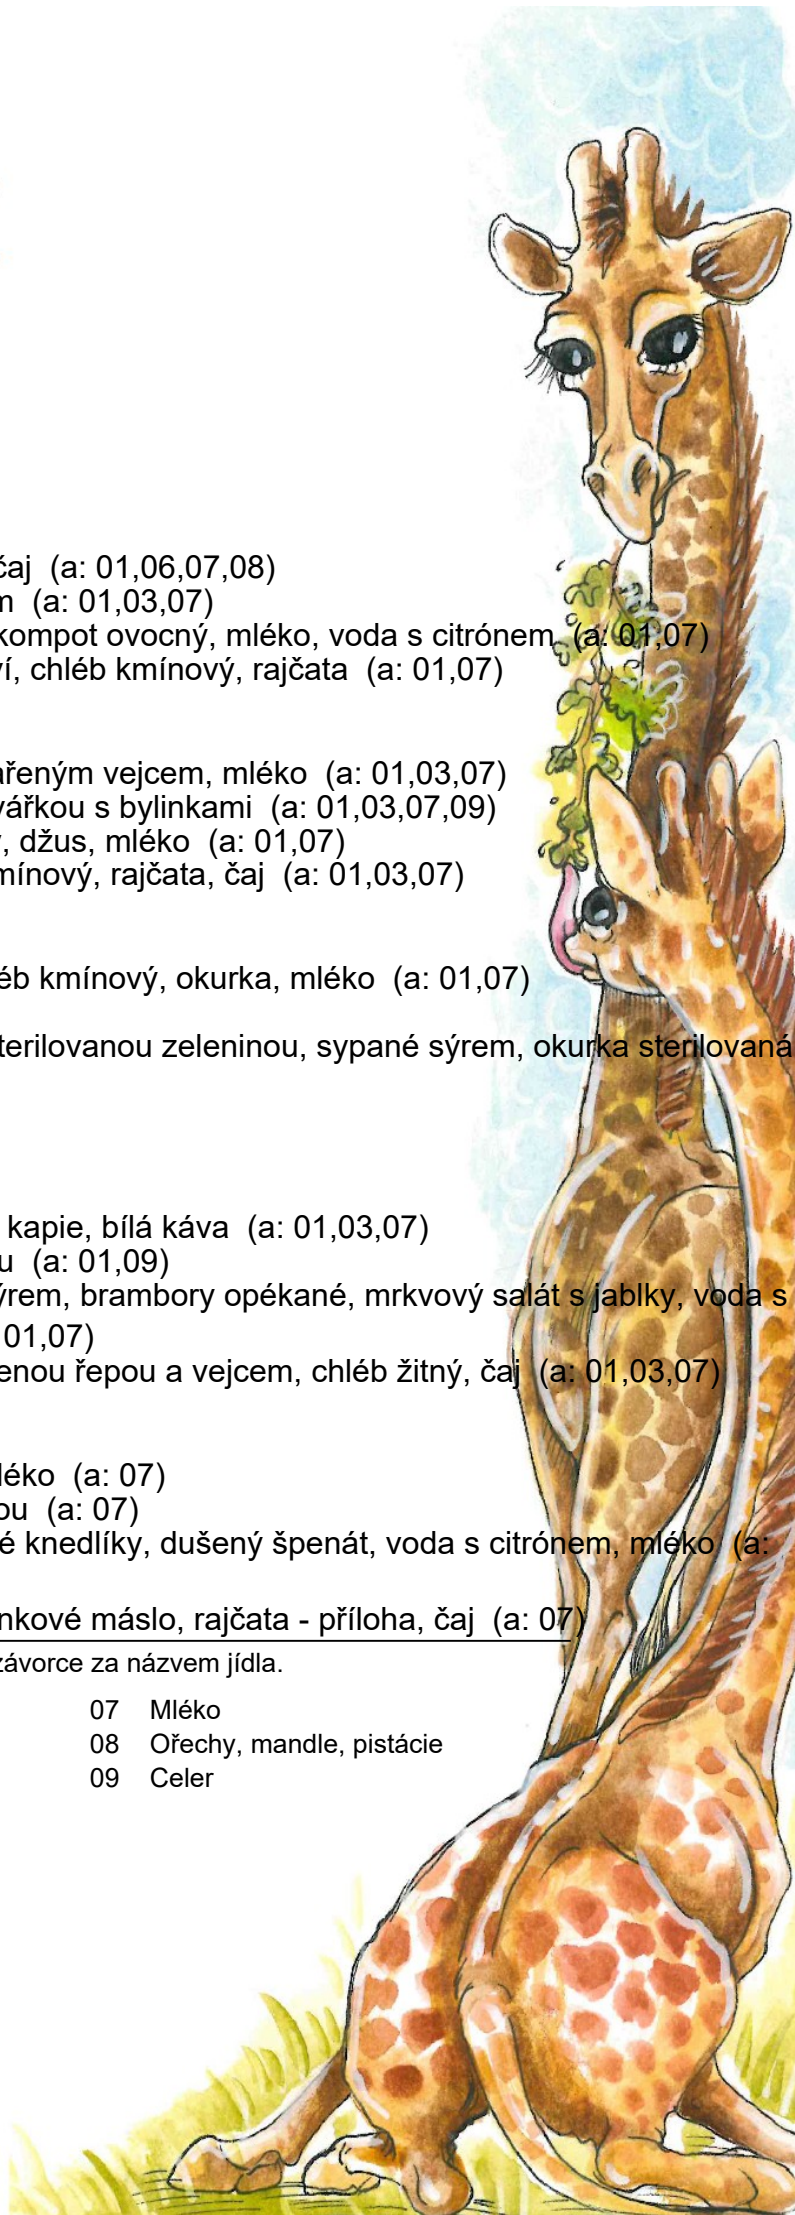 čaj (a: 01,06,07,08)
m (a: 01,03,07)
kompot ovocný, mléko, voda s citrónem (a: 01,07)
ví, chléb kmínový, rajčata (a: 01,07)
ařeným vejcem, mléko (a: 01,03,07)
vářkou s bylinkami (a: 01,03,07,09)
y, džus, mléko (a: 01,07)
mínový, rajčata, čaj (a: 01,03,07)
éb kmínový, okurka, mléko (a: 01,07)
terilovanou zeleninou, sypané sýrem, okurka sterilovaná
kapie, bílá káva (a: 01,03,07)
u (a: 01,09)
ýrem, brambory opékané, mrkvový salát s jablky, voda s
01,07)
enou řepou a vejcem, chléb žitný, čaj (a: 01,03,07)
léko (a: 07)
ou (a: 07)
é knedlíky, dušený špenát, voda s citrónem, mléko (a:
nkové máslo, rajčata - příloha, čaj (a: 07)
závorce za názvem jídla.
07 Mléko
08 Ořechy, mandle, pistácie
09 Celer